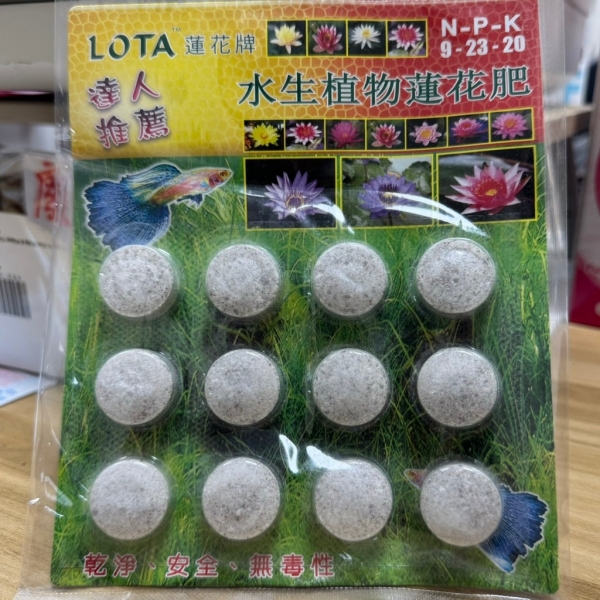 LOTA™ 蓮花牌
N-P-K
9-23-20
達人
推薦
水生植物蓮花肥
乾淨、安全、無毒性